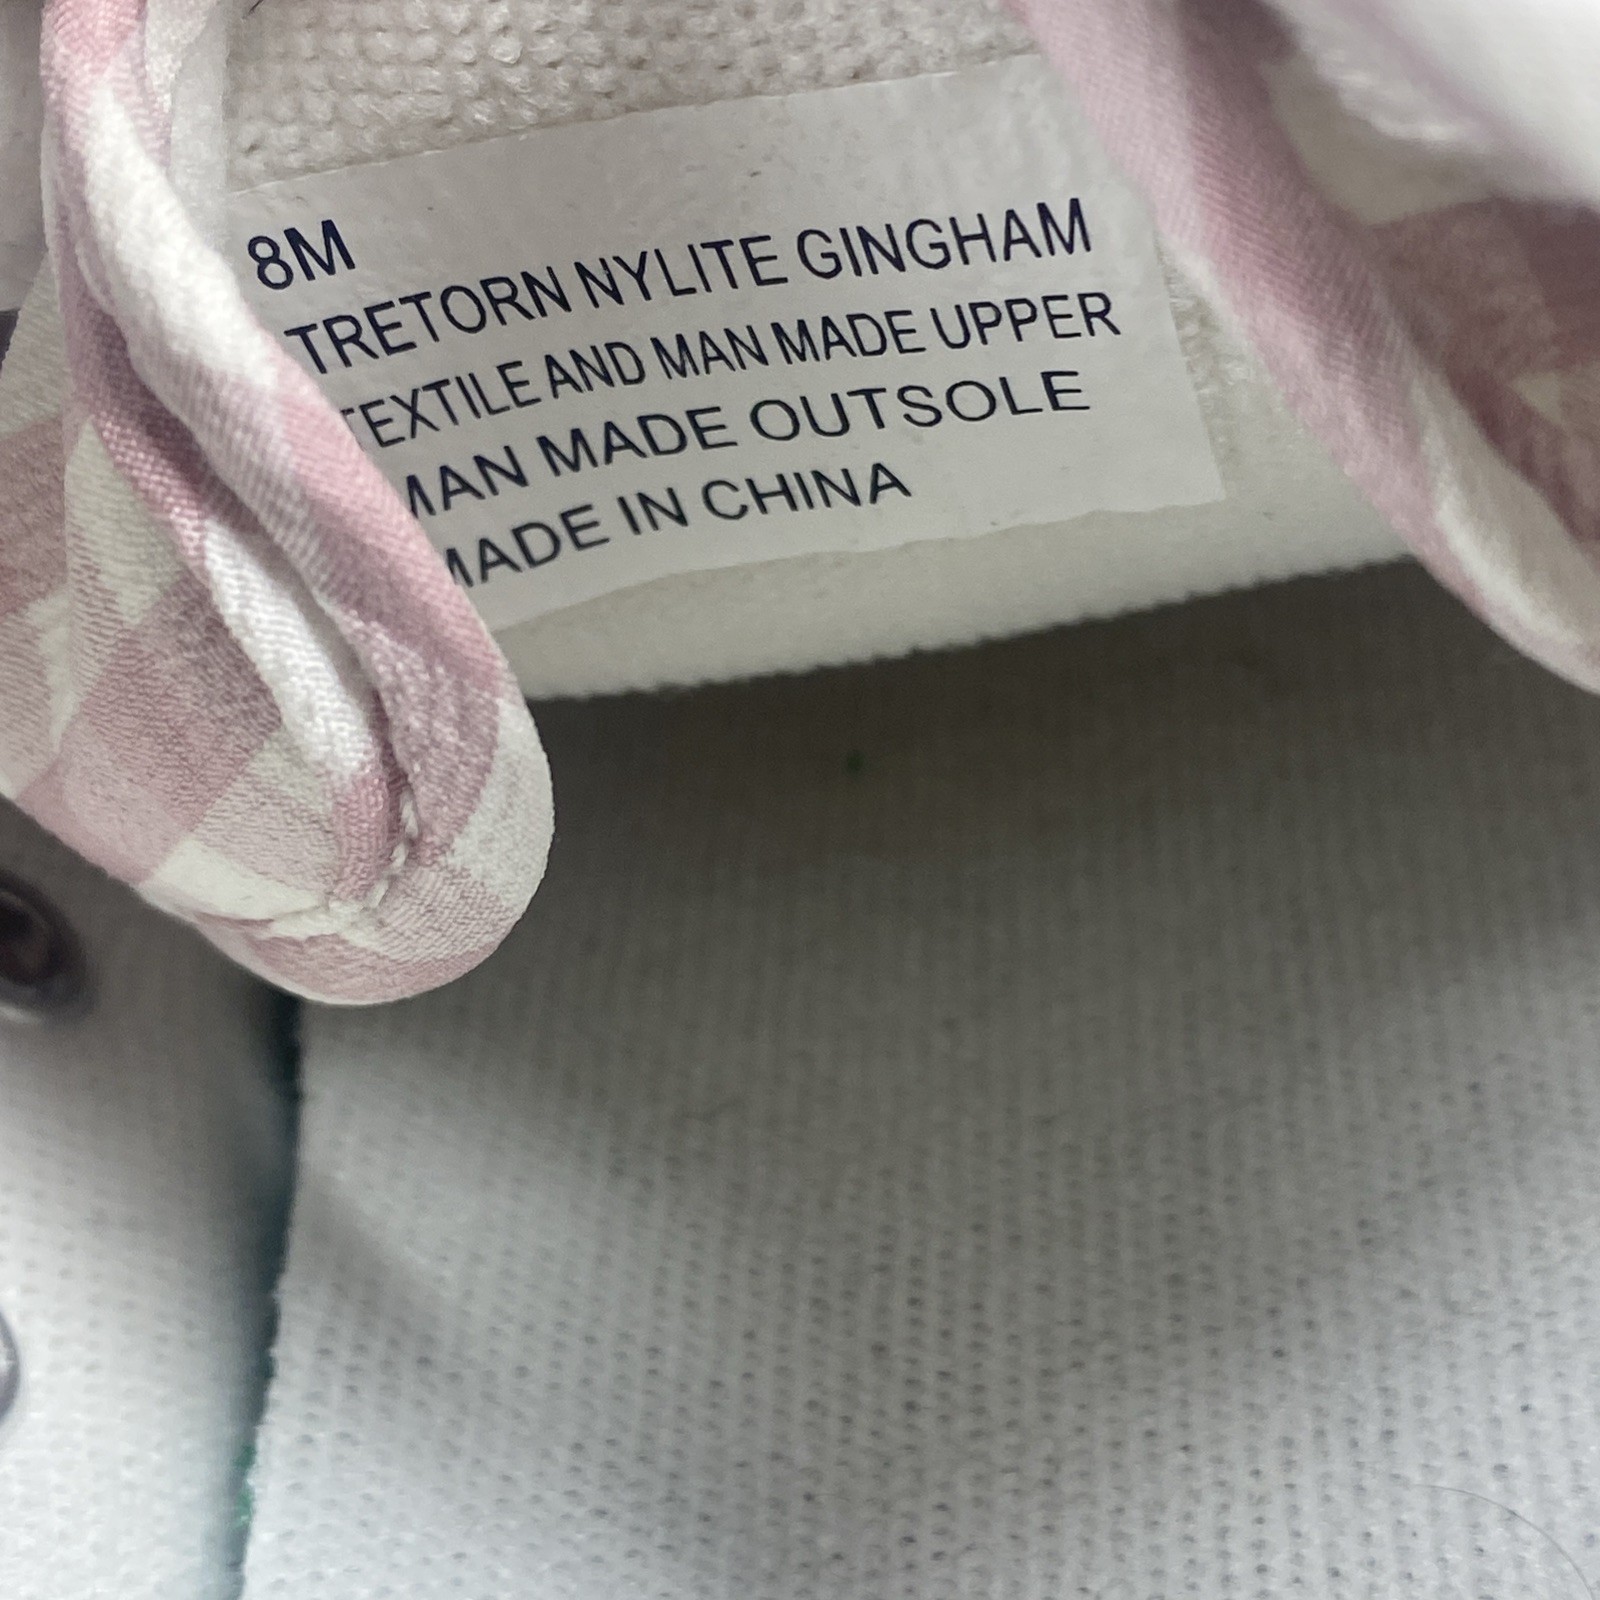 8M
TRETORN NYLITE GINGHAM
TEXTILE AND MAN MADE UPPER
MAN MADE OUTSOLE
MADE IN CHINA